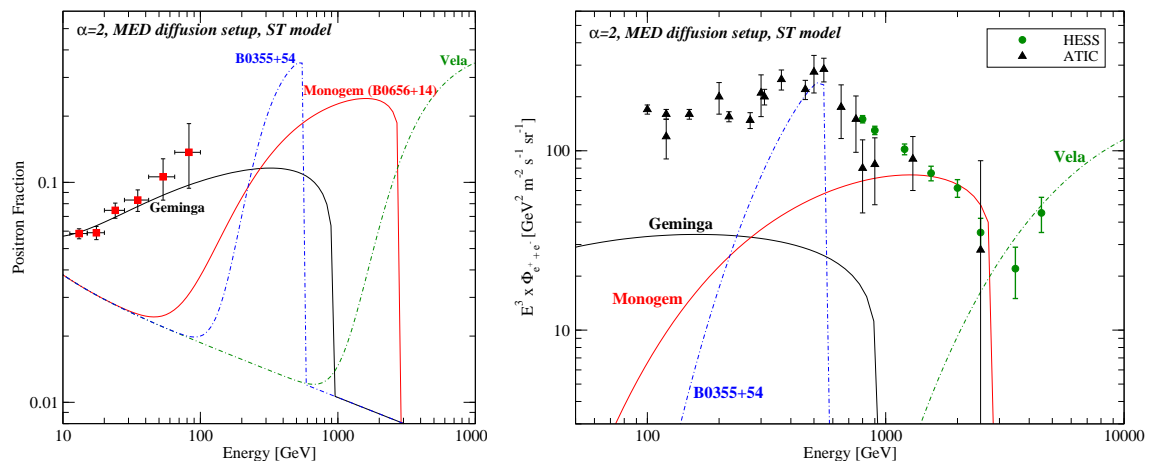 α=2, MED diffusion setup, ST model
B0355+54
Vela
Monogem (B0656+14)
Geminga
0.1
0.01
10
100
1000
1000
Positron Fraction
Energy [GeV]
α=2, MED diffusion setup, ST model
HESS
ATIC
Vela
Geminga
Monogem
B0355+54
100
10
100
1000
10000
E³ x Φ e⁺+ e⁻ [GeV² m⁻² s⁻¹ sr⁻¹]
Energy [GeV]